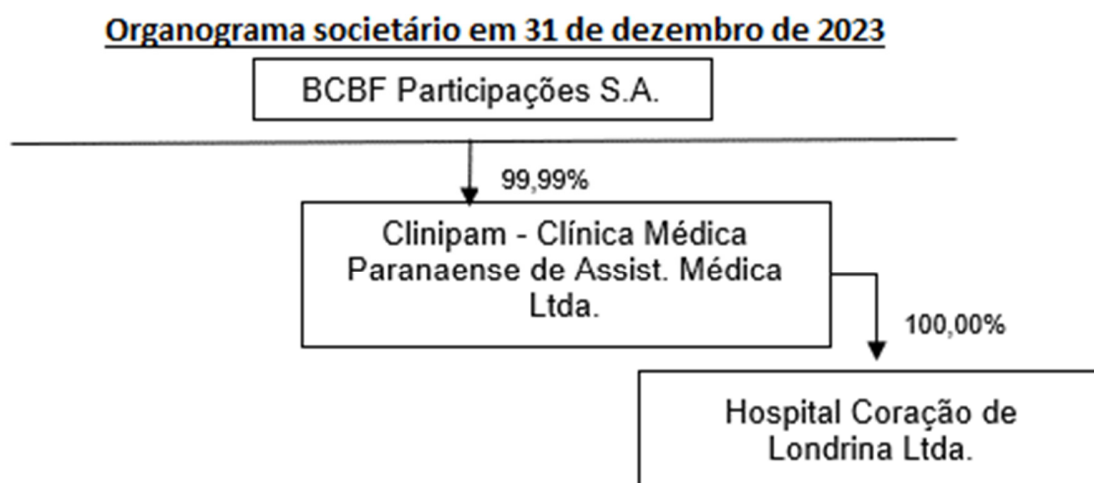 Organograma societário em 31 de dezembro de 2023
BCBF Participações S.A.
99,99%
Clinipam - Clínica Médica
Paranaense de Assist. Médica
Ltda.
100,00%
Hospital Coração de
Londrina Ltda.